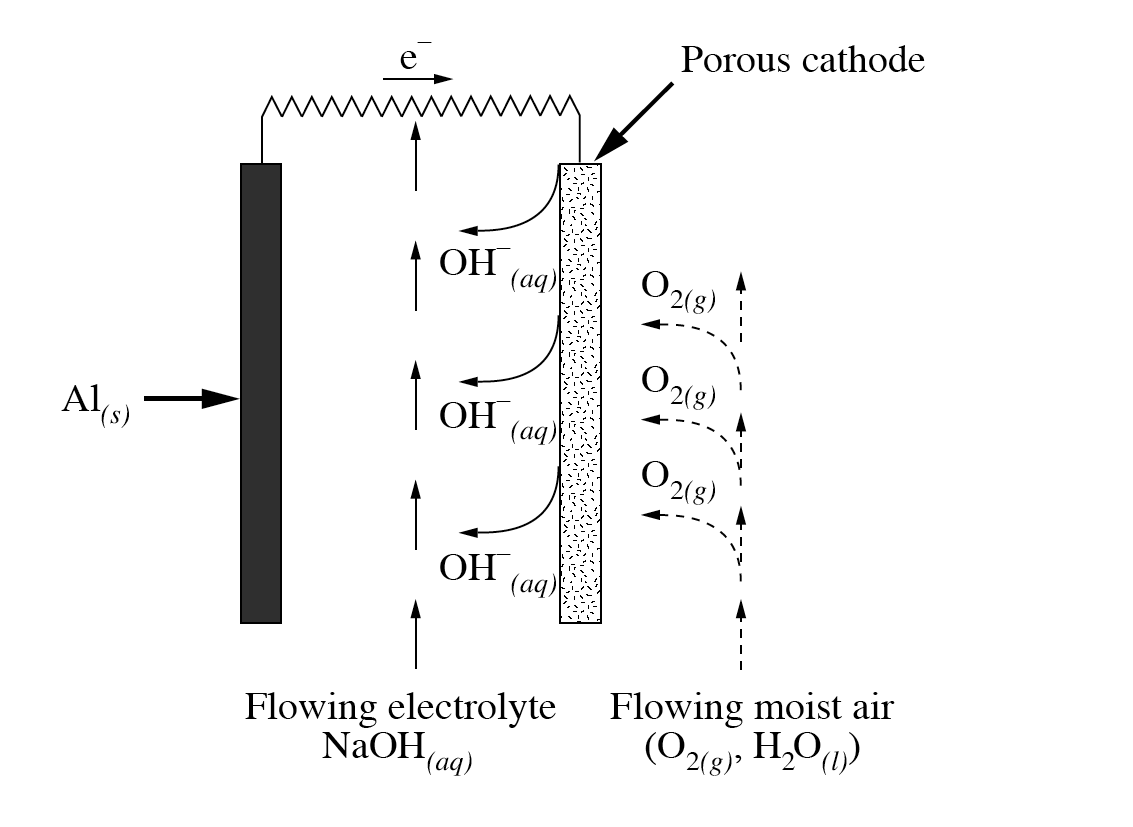 e⁻
Porous cathode
OH⁻(aq)
O₂(g)
O₂(g)
Al(s)
OH⁻(aq)
O₂(g)
OH⁻(aq)
Flowing electrolyte
NaOH(aq)
Flowing moist air
(O₂(g), H₂O(l))